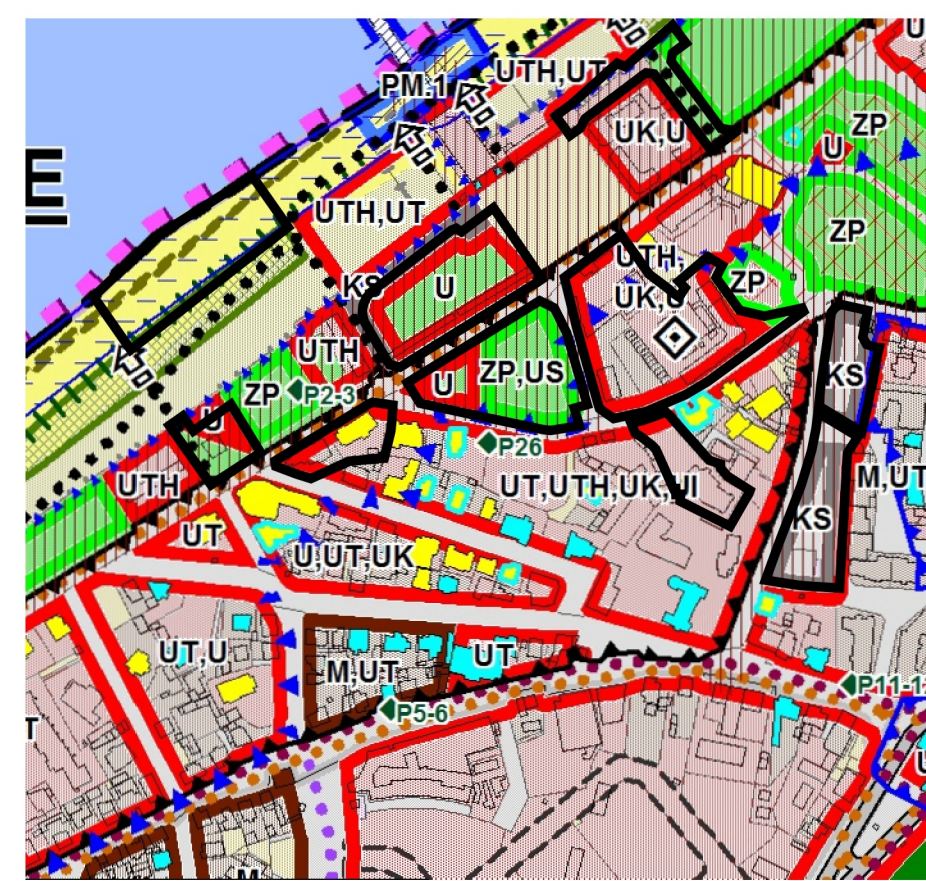 U
UTH,UT
PM.1
ZP
UK,U
U
E
UTH,UT
ZP
UTH,
ZP
KS
U
UK,U
UTH
KS
ZP
P2-3
U
ZP,US
U
P26
M,UT
UTH
UT,UTH,UK,UI
KS
UT
U,UT,UK
UT,U
M,UT
UT
P11-1
P5-6
T
U
M